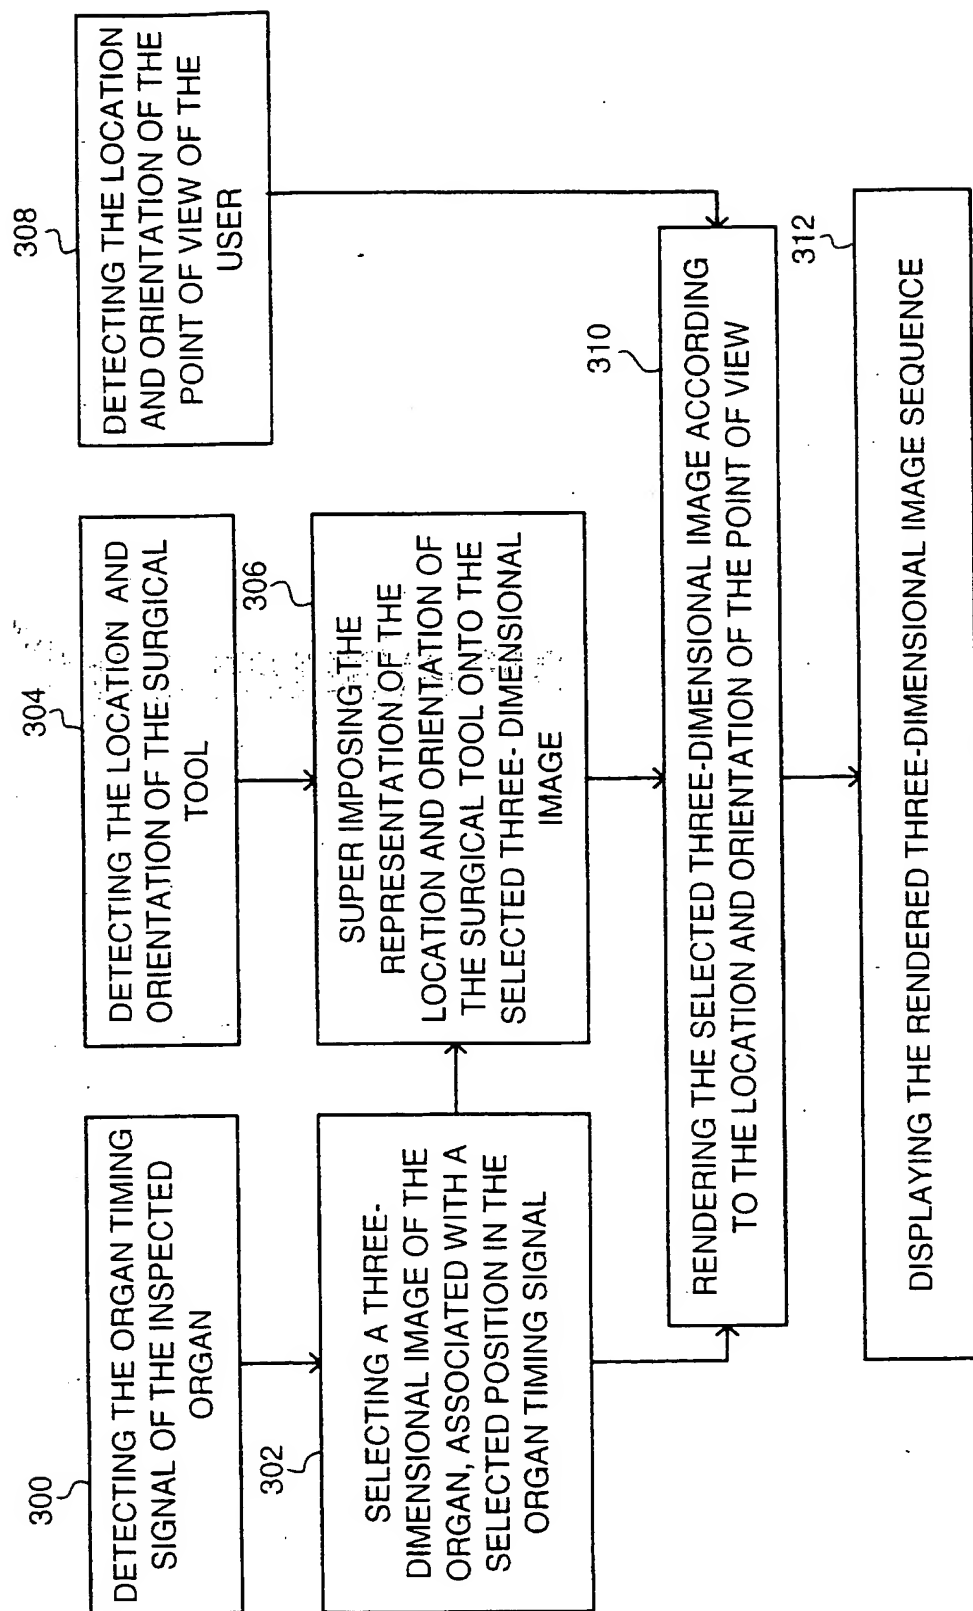 300
DETECTING THE ORGAN TIMING
SIGNAL OF THE INSPECTED
ORGAN
304
DETECTING THE LOCATION AND
ORIENTATION OF THE SURGICAL
TOOL
308
DETECTING THE LOCATION
AND ORIENTATION OF THE
POINT OF VIEW OF THE
USER
302
SELECTING A THREE-
DIMENSIONAL IMAGE OF THE
ORGAN, ASSOCIATED WITH A
SELECTED POSITION IN THE
ORGAN TIMING SIGNAL
306
SUPER IMPOSING THE
REPRESENTATION OF THE
LOCATION AND ORIENTATION OF
THE SURGICAL TOOL ONTO THE
SELECTED THREE- DIMENSIONAL
IMAGE
310
RENDERING THE SELECTED THREE-DIMENSIONAL IMAGE ACCORDING
TO THE LOCATION AND ORIENTATION OF THE POINT OF VIEW
312
DISPLAYING THE RENDERED THREE-DIMENSIONAL IMAGE SEQUENCE